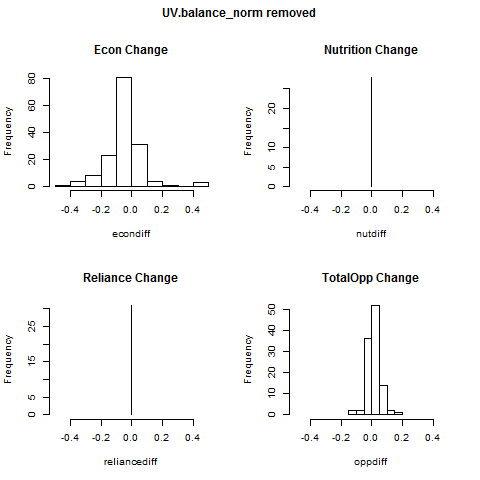 UV.balance_norm removed
Econ Change
Frequency
0 20 40 60 80
-0.4 -0.2 0.0 0.2 0.4
econdiff
Nutrition Change
Frequency
0 5 10 20
-0.4 -0.2 0.0 0.2 0.4
nutdiff
Reliance Change
Frequency
0 5 15 25
-0.4 -0.2 0.0 0.2 0.4
reliancediff
TotalOpp Change
Frequency
0 10 20 30 40 50
-0.4 -0.2 0.0 0.2 0.4
oppdiff